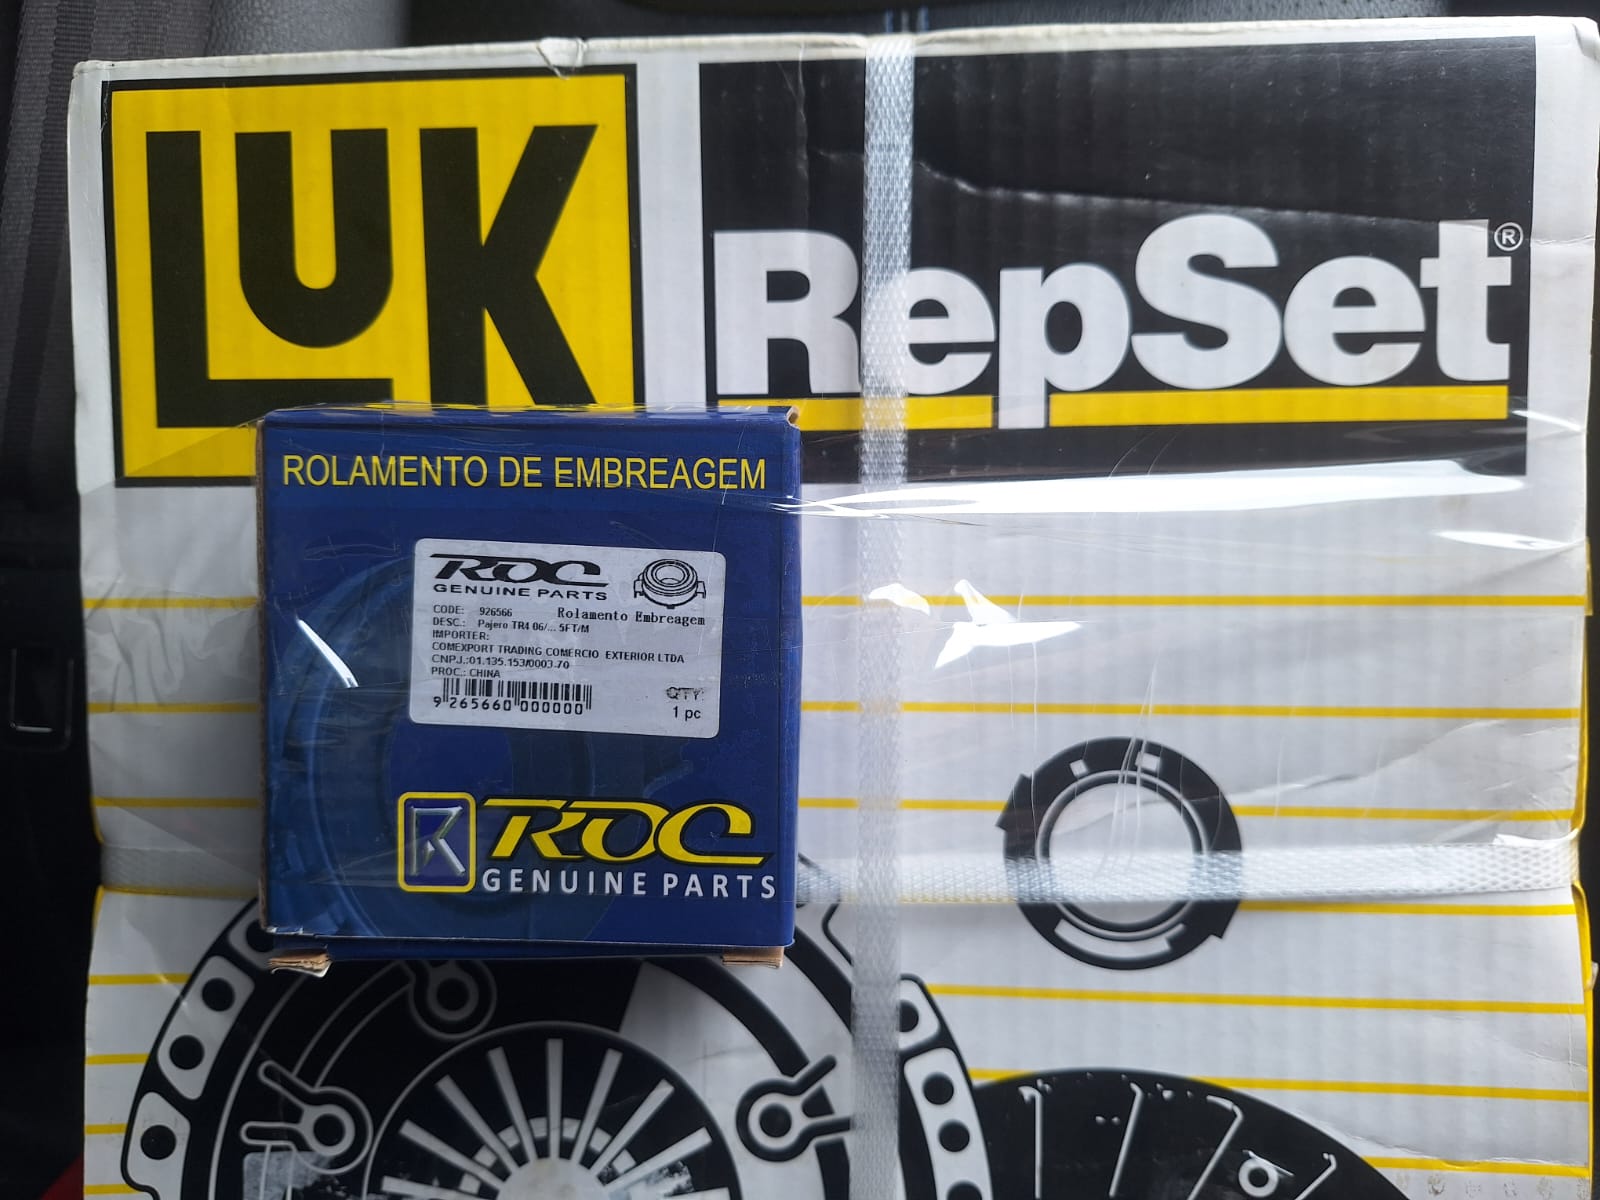 LUK
RepSet®
ROLAMENTO DE EMBREAGEM
ROC
GENUINE PARTS
CODE: 926566 Rolamento Embreagem
DESC.: Pajero TR4 06/... 5FT/M
IMPORTER:
COMEXPORT TRADING COMÉRCIO EXTERIOR LTDA
CNPJ.:01.135.153/0003-70
PROC.: CHINA
9 265660 000000
QTY:
1 pc
R ROC
GENUINE PARTS